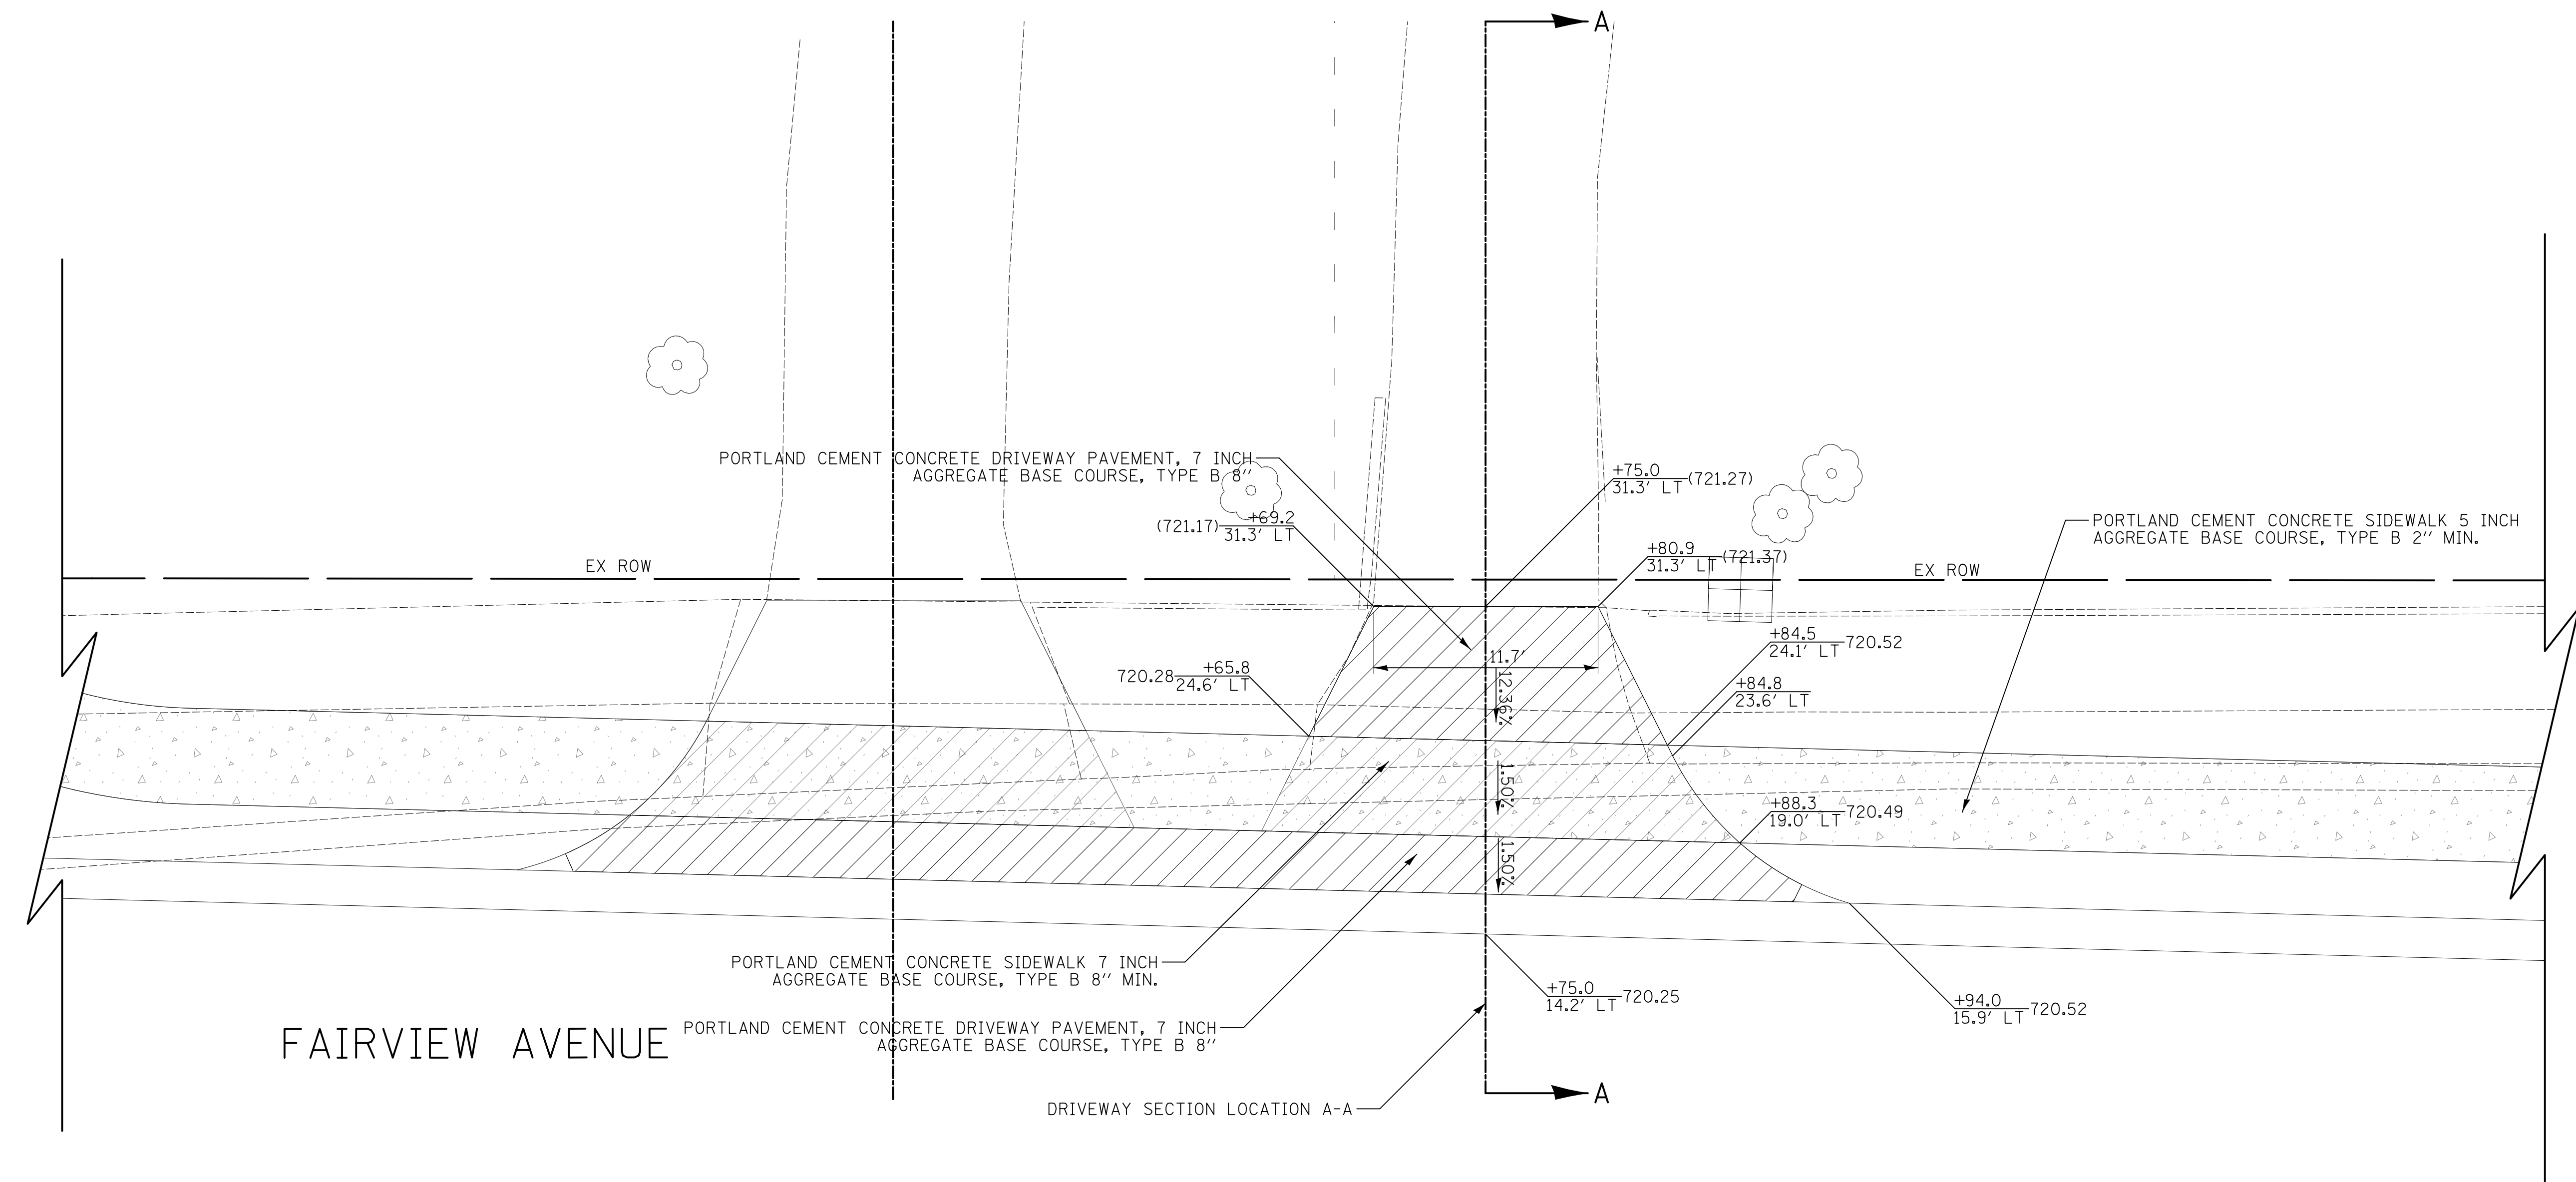 A
PORTLAND CEMENT CONCRETE DRIVEWAY PAVEMENT, 7 INCH
AGGREGATE BASE COURSE, TYPE B 8"
+75.0
31.3' LT
(721.27)
(721.17)
+69.2
31.3' LT
PORTLAND CEMENT CONCRETE SIDEWALK 5 INCH
AGGREGATE BASE COURSE, TYPE B 2" MIN.
+80.9
31.3' LT
(721.37)
EX ROW
EX ROW
+84.5
24.1' LT
720.52
11.7'
720.28
+65.8
24.6' LT
12.36%
+84.8
23.6' LT
1.50%
+88.3
19.0' LT
720.49
1.50%
PORTLAND CEMENT CONCRETE SIDEWALK 7 INCH
AGGREGATE BASE COURSE, TYPE B 8" MIN.
+75.0
14.2' LT
720.25
+94.0
15.9' LT
720.52
FAIRVIEW AVENUE
PORTLAND CEMENT CONCRETE DRIVEWAY PAVEMENT, 7 INCH
AGGREGATE BASE COURSE, TYPE B 8"
A
DRIVEWAY SECTION LOCATION A-A